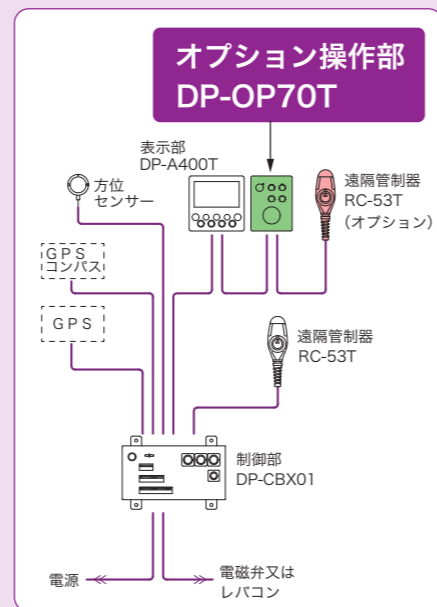 オプション操作部
DP-OP70T
表示部
DP-A400T
方位
センサー
遠隔管制器
RC-53T
(オプション)
GPS
コンパス
GPS
遠隔管制器
RC-53T
制御部
DP-CBX01
電源
電磁弁又は
レバコン